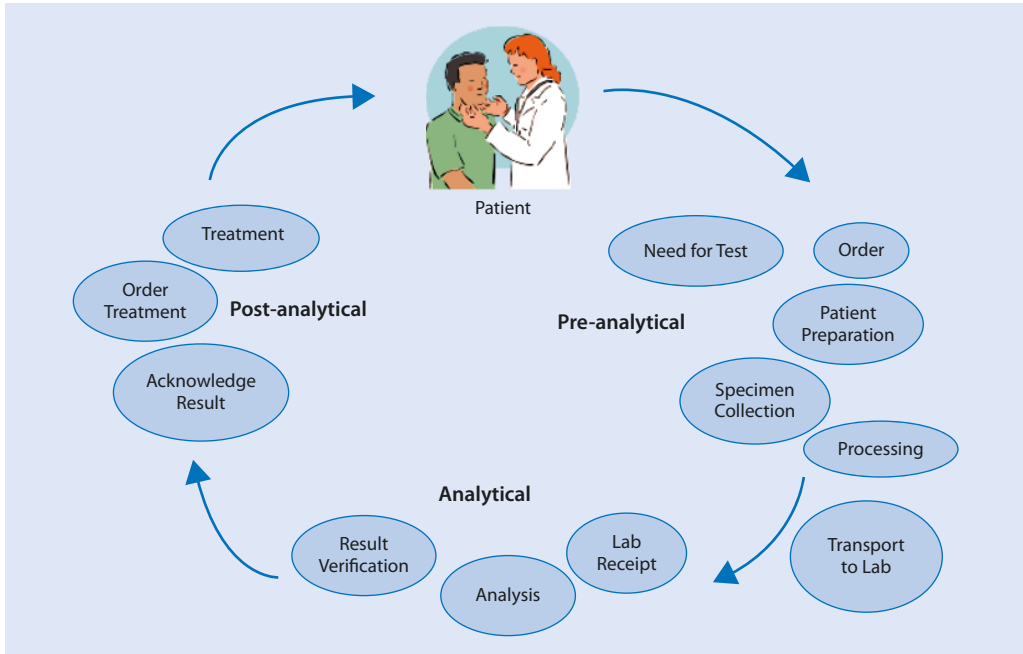 Patient
Need for Test
Order
Pre-analytical
Patient
Preparation
Specimen
Collection
Processing
Transport
to Lab
Analytical
Lab
Receipt
Analysis
Result
Verification
Acknowledge
Result
Order
Treatment
Post-analytical
Treatment